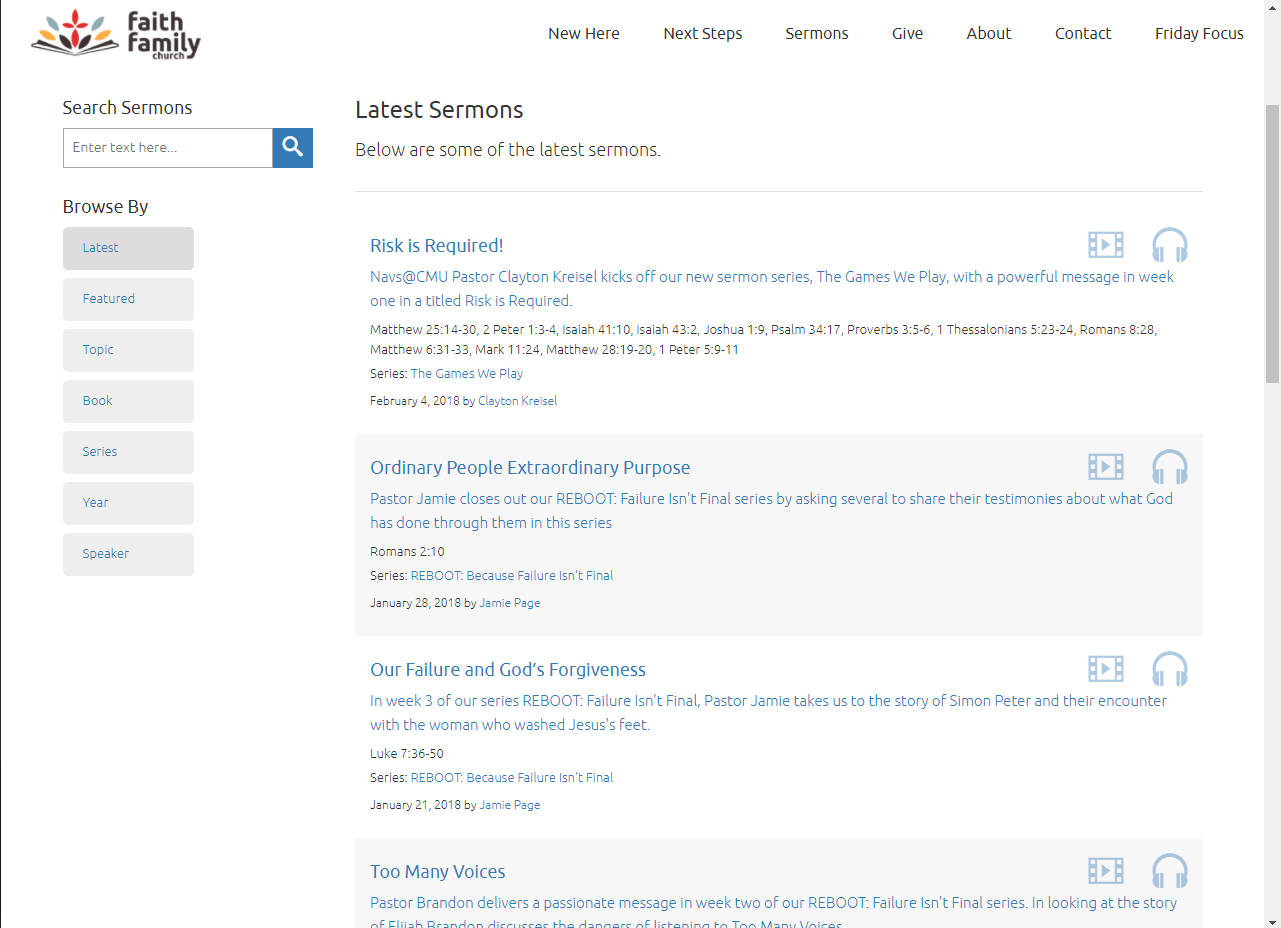 faith
family
church
New Here
Next Steps
Sermons
Give
About
Contact
Friday Focus
Search Sermons
Enter text here...
Browse By
Latest
Featured
Topic
Book
Series
Year
Speaker
Latest Sermons
Below are some of the latest sermons.
Risk is Required!
Navs@CMU Pastor Clayton Kreisel kicks off our new sermon series, The Games We Play, with a powerful message in week
one in a titled Risk is Required.
Matthew 25:14-30, 2 Peter 1:3-4, Isaiah 41:10, Isaiah 43:2, Joshua 1:9, Psalm 34:17, Proverbs 3:5-6, 1 Thessalonians 5:23-24, Romans 8:28,
Matthew 6:31-33, Mark 11:24, Matthew 28:19-20, 1 Peter 5:9-11
Series: The Games We Play
February 4, 2018 by Clayton Kreisel
Ordinary People Extraordinary Purpose
Pastor Jamie closes out our REBOOT: Failure Isn't Final series by asking several to share their testimonies about what God
has done through them in this series
Romans 2:10
Series: REBOOT: Because Failure Isn't Final
January 28, 2018 by Jamie Page
Our Failure and God’s Forgiveness
In week 3 of our series REBOOT: Failure Isn't Final, Pastor Jamie takes us to the story of Simon Peter and their encounter
with the woman who washed Jesus's feet.
Luke 7:36-50
Series: REBOOT: Because Failure Isn't Final
January 21, 2018 by Jamie Page
Too Many Voices
Pastor Brandon delivers a passionate message in week two of our REBOOT: Failure Isn't Final series. In looking at the story
of Elijah Brandon discusses the dangers of listening to Too Many Voices